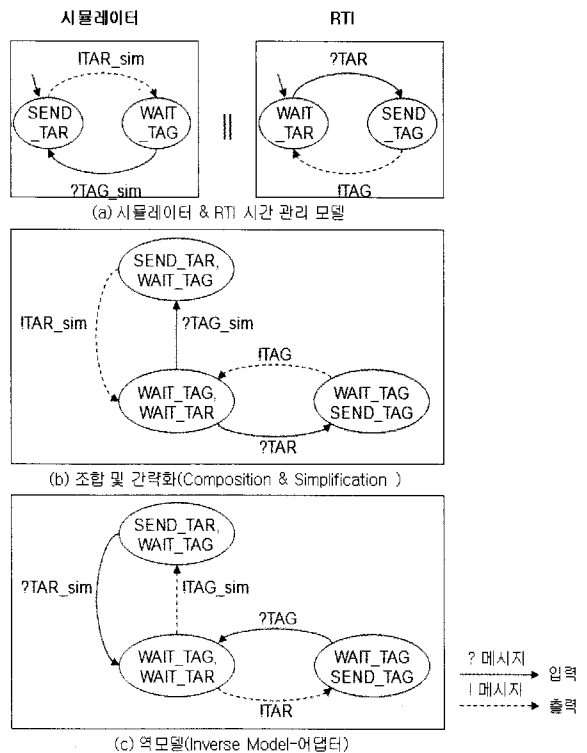 시뮬레이터
RTI
!TAR_sim
SEND
_TAR
WAIT
_TAG
?TAG_sim
||
?TAR
WAIT
_TAR
SEND
_TAG
!TAG
(a) 시뮬레이터 & RTI 시간 관리 모델
SEND_TAR,
WAIT_TAG
!TAR_sim
?TAG_sim
!TAG
WAIT_TAG,
WAIT_TAR
WAIT_TAG
SEND_TAG
?TAR
(b) 조합 및 간략화(Composition & Simplification )
SEND_TAR,
WAIT_TAG
?TAR_sim
!TAG_sim
?TAG
WAIT_TAG,
WAIT_TAR
WAIT_TAG
SEND_TAG
!TAR
? 메시지
입력
! 메시지
출력
(c) 역모델(Inverse Model-어댑터)